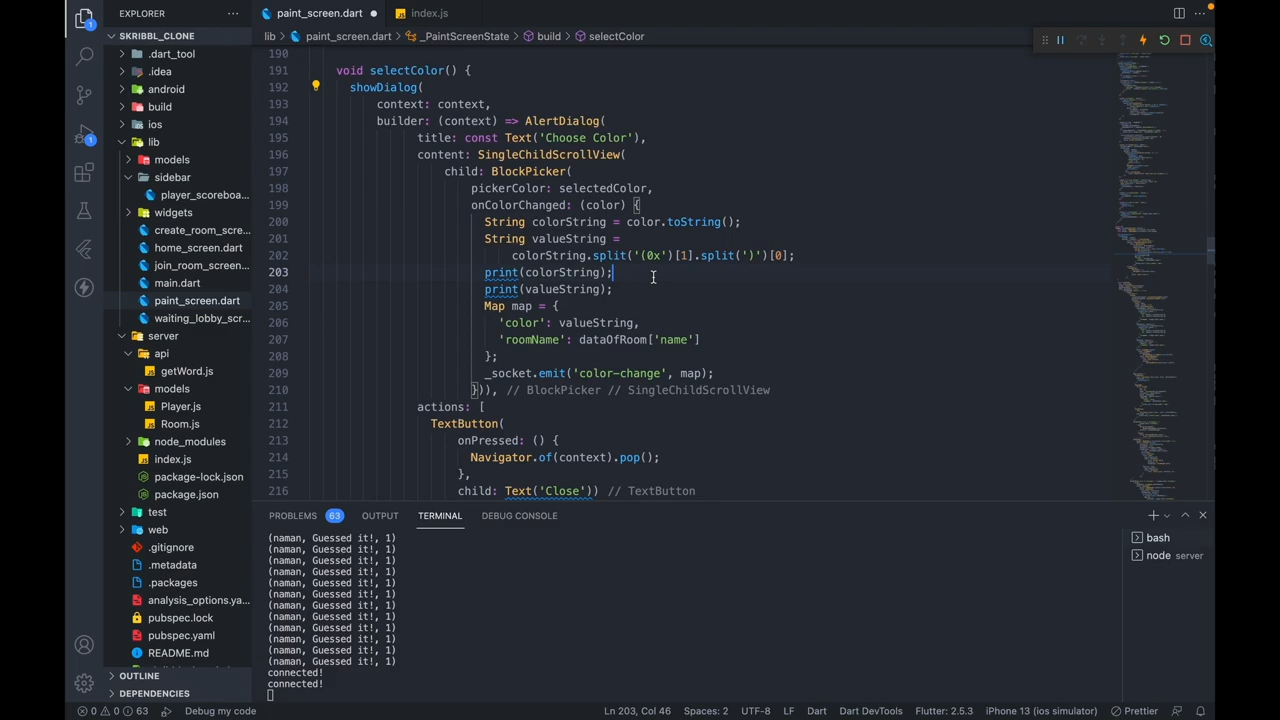 EXPLORER
SKRIBBL_CLONE
.dart_tool
.idea
android
build
ios
lib
models
sidebar
player_scoreboa...
widgets
create_room_scre...
home_screen.dart
join_room_screen...
main.dart
paint_screen.dart
waiting_lobby_scr...
server
api
getWord.js
models
Player.js
Room.js
node_modules
index.js
package-lock.json
package.json
test
web
.gitignore
.metadata
.packages
analysis_options.ya...
pubspec.lock
pubspec.yaml
README.md
OUTLINE
DEPENDENCIES
paint_screen.dart
index.js
lib > paint_screen.dart > _PaintScreenState > build > selectColor
190
191 void selectColor() {
192 showDialog(
193 context: context,
194 builder: (context) => AlertDialog(
195 title: const Text('Choose Color'),
196 content: SingleChildScrollView(
197 child: BlockPicker(
198 pickerColor: selectedColor,
199 onColorChanged: (color) {
200 String colorString = color.toString();
201 String valueString =
202 colorString.split('(0x')[1].split(')')[0];
203 print(colorString);
204 print(valueString);
205 Map map = {
206 'color': valueString,
207 'roomName': dataOfRoom['name']
208 };
209 _socket.emit('color-change', map);
210 })), // BlockPicker // SingleChildScrollView
211 actions: [
212 TextButton(
213 onPressed: () {
214 Navigator.of(context).pop();
215 },
216 child: Text('Close')) // TextButton
PROBLEMS 63 OUTPUT TERMINAL DEBUG CONSOLE
(naman, Guessed it!, 1)
(naman, Guessed it!, 1)
(naman, Guessed it!, 1)
(naman, Guessed it!, 1)
(naman, Guessed it!, 1)
(naman, Guessed it!, 1)
(naman, Guessed it!, 1)
(naman, Guessed it!, 1)
(naman, Guessed it!, 1)
(naman, Guessed it!, 1)
(naman, Guessed it!, 1)
(naman, Guessed it!, 1)
connected!
connected!
bash
node server
0 0 63 Debug my code Ln 203, Col 46 Spaces: 2 UTF-8 LF Dart Dart DevTools Flutter: 2.5.3 iPhone 13 (ios simulator) Prettier